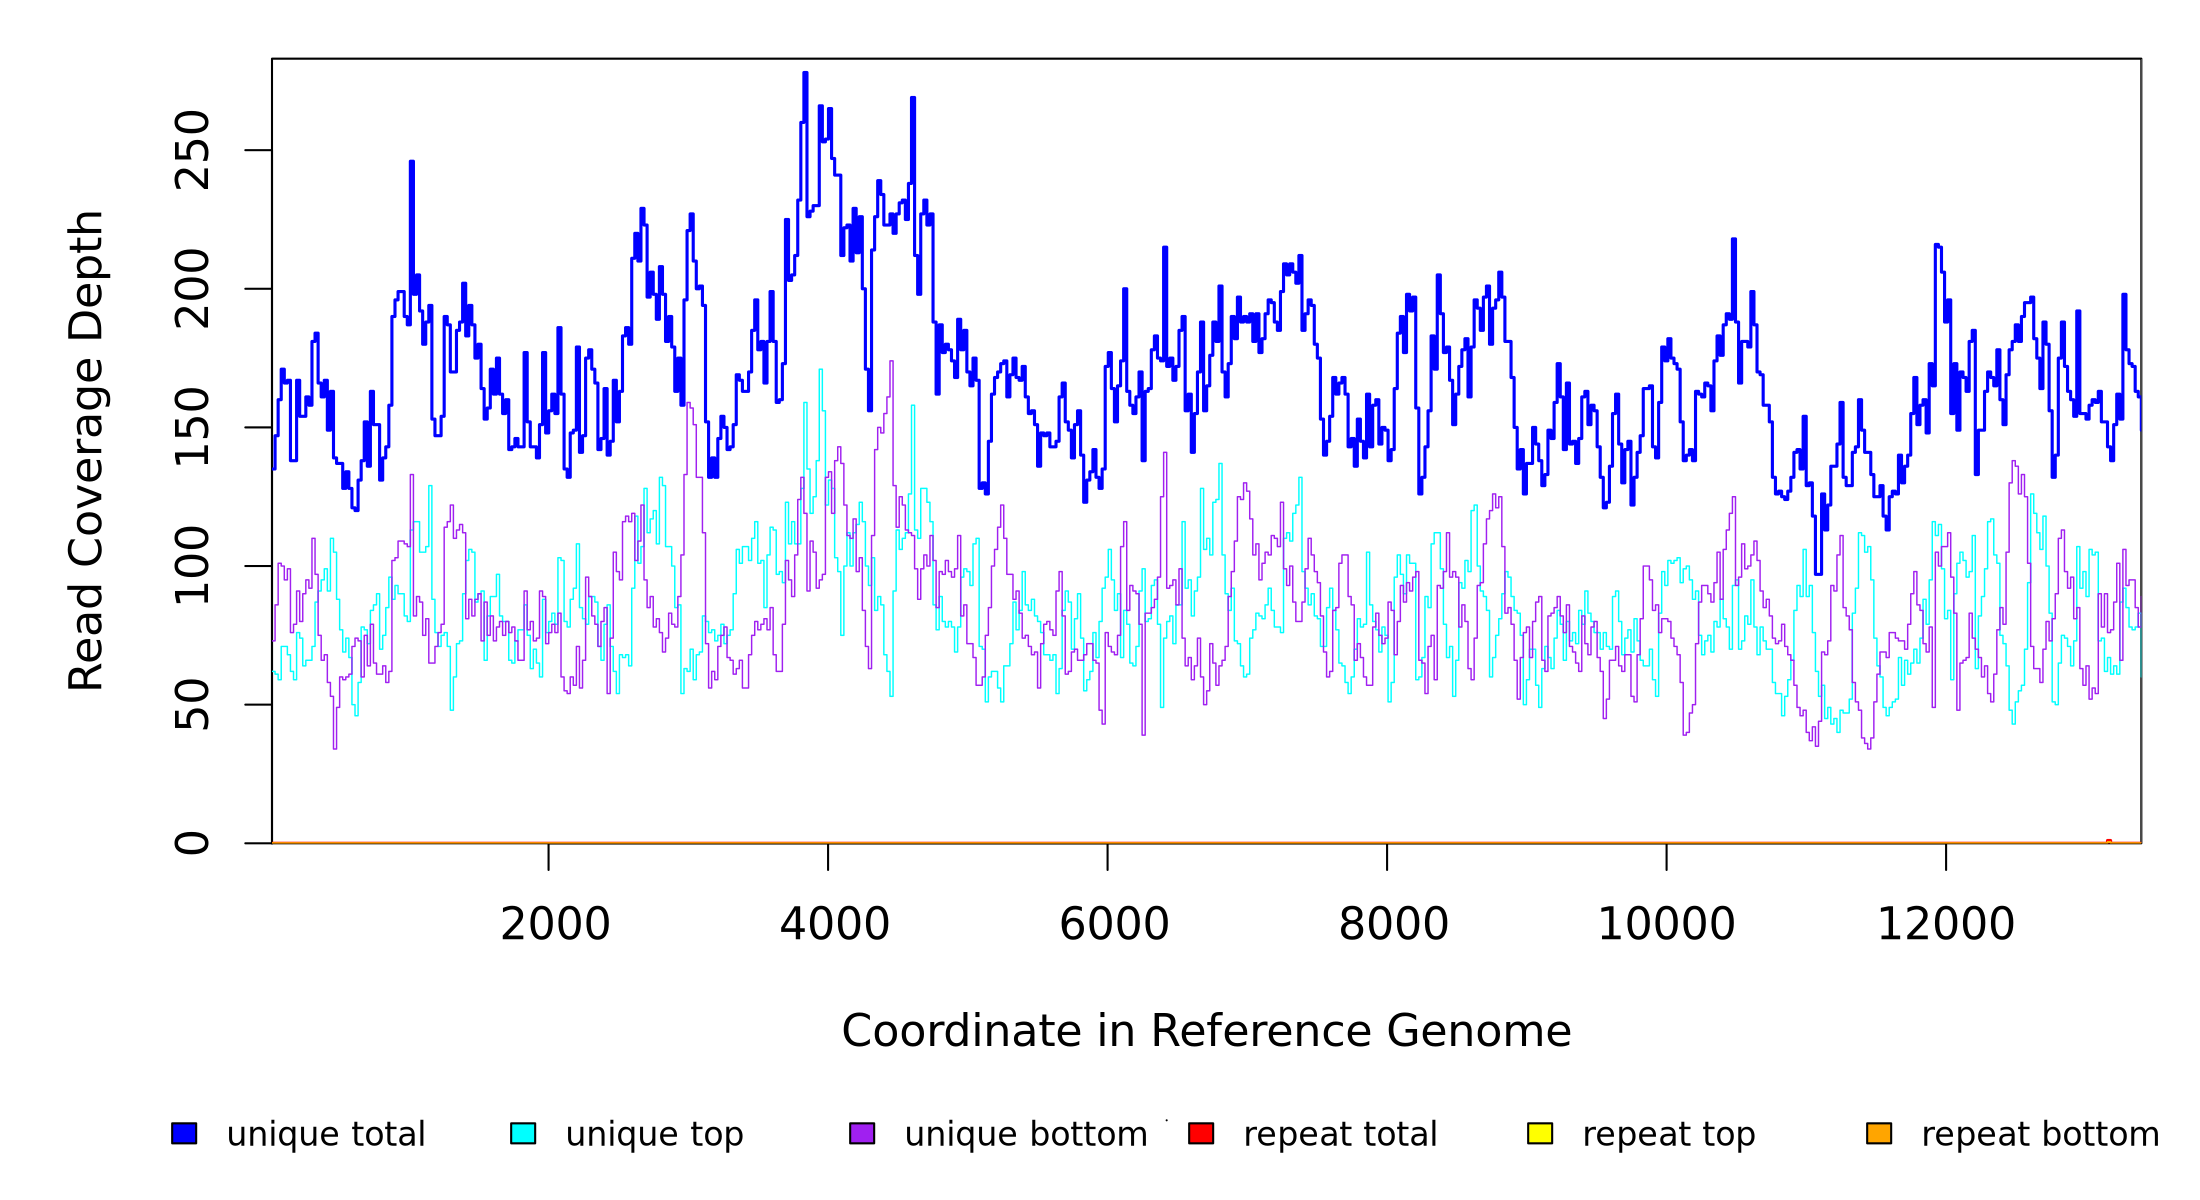 Read Coverage Depth
250
200
150
100
50
0
2000 4000 6000 8000 10000 12000
Coordinate in Reference Genome
unique total unique top unique bottom repeat total repeat top repeat bottom